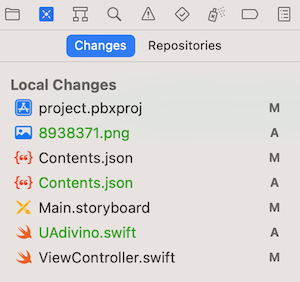 Changes Repositories
Local Changes
project.pbxproj M
8938371.png A
Contents.json M
Contents.json A
Main.storyboard M
UAdivino.swift A
ViewController.swift M